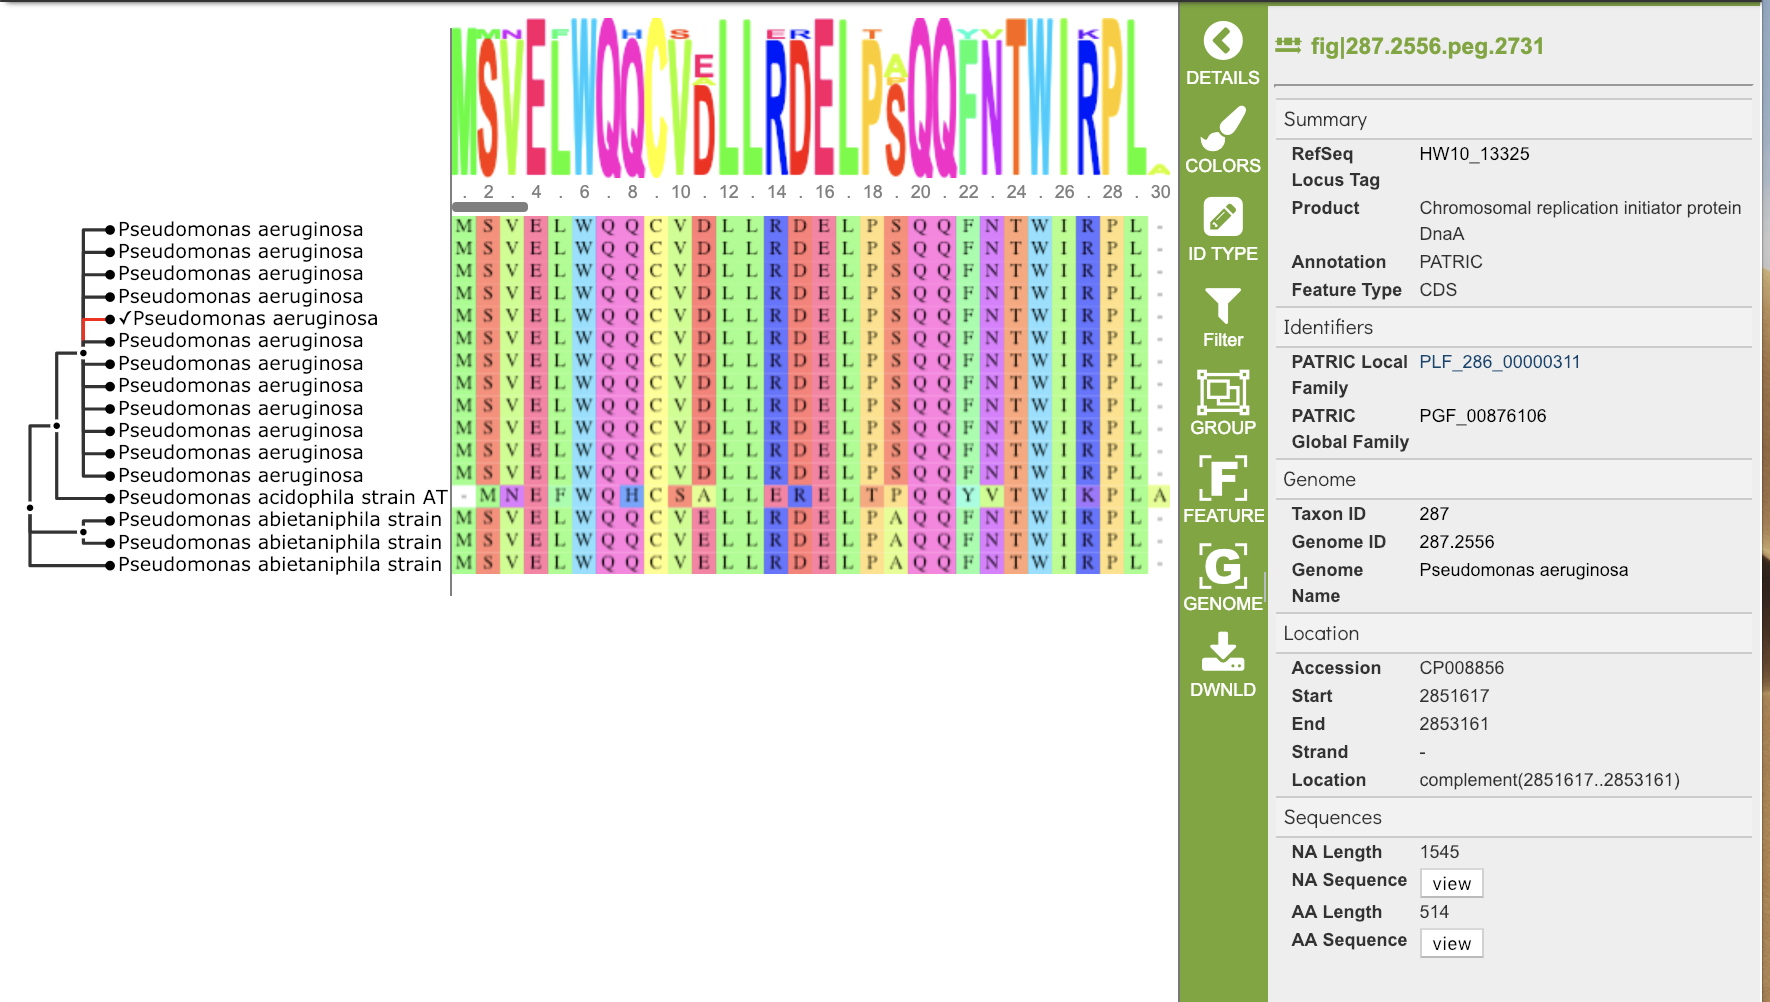 . 2 . 4 . 6 . 8 . 10 . 12 . 14 . 16 . 18 . 20 . 22 . 24 . 26 . 28 . 30
Pseudomonas aeruginosa M S V E L W Q Q C V D L L R D E L P S Q Q F N T W I R P L -
Pseudomonas aeruginosa M S V E L W Q Q C V D L L R D E L P S Q Q F N T W I R P L -
Pseudomonas aeruginosa M S V E L W Q Q C V D L L R D E L P S Q Q F N T W I R P L -
Pseudomonas aeruginosa M S V E L W Q Q C V D L L R D E L P S Q Q F N T W I R P L -
✓Pseudomonas aeruginosa M S V E L W Q Q C V D L L R D E L P S Q Q F N T W I R P L -
Pseudomonas aeruginosa M S V E L W Q Q C V D L L R D E L P S Q Q F N T W I R P L -
Pseudomonas aeruginosa M S V E L W Q Q C V D L L R D E L P S Q Q F N T W I R P L -
Pseudomonas aeruginosa M S V E L W Q Q C V D L L R D E L P S Q Q F N T W I R P L -
Pseudomonas aeruginosa M S V E L W Q Q C V D L L R D E L P S Q Q F N T W I R P L -
Pseudomonas aeruginosa M S V E L W Q Q C V D L L R D E L P S Q Q F N T W I R P L -
Pseudomonas aeruginosa M S V E L W Q Q C V D L L R D E L P S Q Q F N T W I R P L -
Pseudomonas aeruginosa M S V E L W Q Q C V D L L R D E L P S Q Q F N T W I R P L -
Pseudomonas acidophila strain AT - M N E F W Q H C S A L L E R E L T P Q Q Y V T W I K P L A
Pseudomonas abietaniphila strain M S V E L W Q Q C V E L L R D E L P A Q Q F N T W I R P L -
Pseudomonas abietaniphila strain M S V E L W Q Q C V E L L R D E L P A Q Q F N T W I R P L -
Pseudomonas abietaniphila strain M S V E L W Q Q C V E L L R D E L P A Q Q F N T W I R P L -
DETAILS
COLORS
ID TYPE
Filter
GROUP
F
FEATURE
G
GENOME
DWNLD
fig|287.2556.peg.2731
Summary
RefSeq HW10_13325
Locus Tag
Product Chromosomal replication initiator protein
DnaA
Annotation PATRIC
Feature Type CDS
Identifiers
PATRIC Local PLF_286_00000311
Family
PATRIC PGF_00876106
Global Family
Genome
Taxon ID 287
Genome ID 287.2556
Genome Pseudomonas aeruginosa
Name
Location
Accession CP008856
Start 2851617
End 2853161
Strand -
Location complement(2851617..2853161)
Sequences
NA Length 1545
NA Sequence view
AA Length 514
AA Sequence view